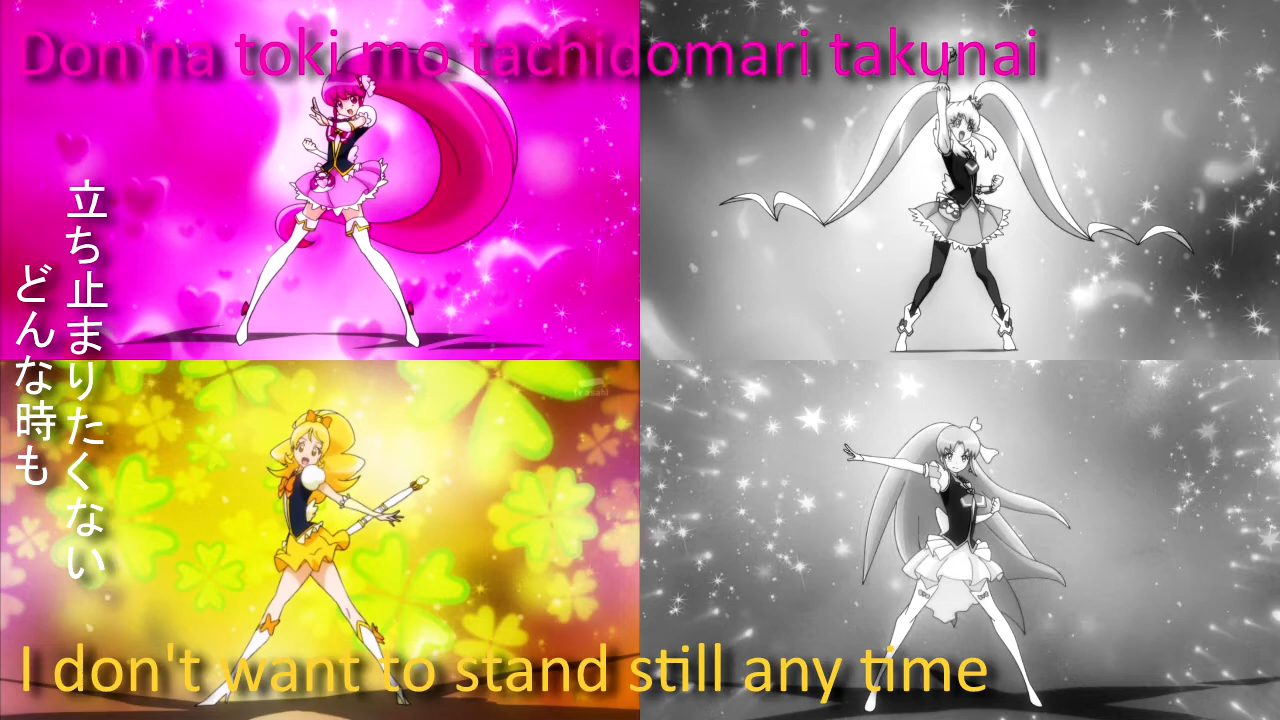 Don'na toki mo tachidomari takunai
立ち止まりたくない
どんな時も
I don't want to stand still any time